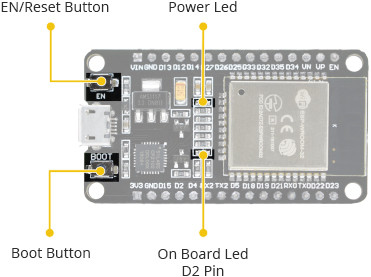 EN/Reset Button
Power Led
VIN GND D13 D12 D14 D27 D26 D25 D33 D32 D35 D34 VN VP EN
EN
BOOT
3V3 GND D15 D2 D4 RX2 TX2 D5 D18 D19 D21 RX0 TX0 D22 D23
Boot Button
On Board Led
D2 Pin